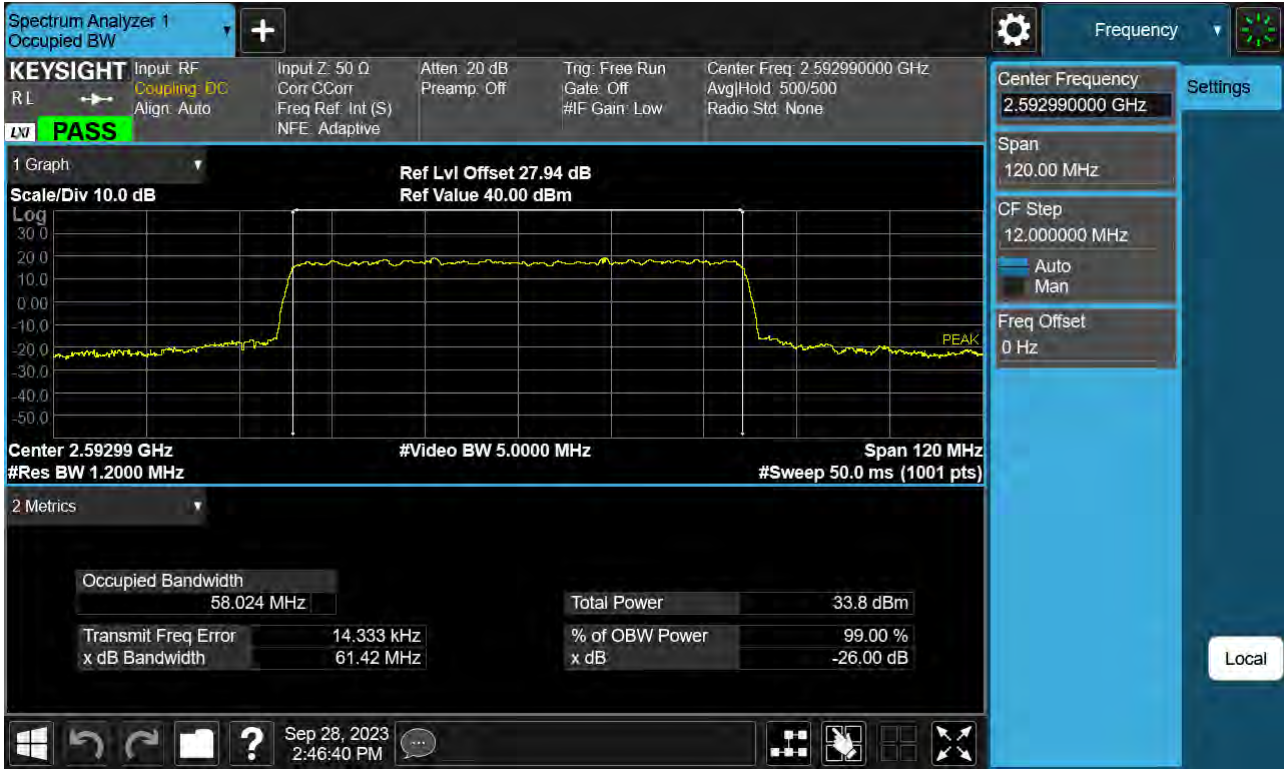 Spectrum Analyzer 1
Occupied BW
Frequency
KEYSIGHT
RL
LXI PASS
Input: RF
Coupling: DC
Align: Auto
Input Z: 50 Ω
Corr CCorr
Freq Ref: Int (S)
NFE: Adaptive
Atten: 20 dB
Preamp: Off
Trig: Free Run
Gate: Off
#IF Gain: Low
Center Freq: 2.592990000 GHz
Avg|Hold: 500/500
Radio Std: None
Center Frequency
2.592990000 GHz
Settings
Span
120.00 MHz
CF Step
12.000000 MHz
Auto
Man
Freq Offset
0 Hz
Local
1 Graph
Scale/Div 10.0 dB
Ref Lvl Offset 27.94 dB
Ref Value 40.00 dBm
Log
30.0
20.0
10.0
0.00
-10.0
-20.0
-30.0
-40.0
-50.0
PEAK
Center 2.59299 GHz
#Video BW 5.0000 MHz
Span 120 MHz
#Res BW 1.2000 MHz
#Sweep 50.0 ms (1001 pts)
2 Metrics
Occupied Bandwidth
58.024 MHz
Total Power 33.8 dBm
Transmit Freq Error 14.333 kHz
% of OBW Power 99.00 %
x dB Bandwidth 61.42 MHz
x dB -26.00 dB
?
Sep 28, 2023
2:46:40 PM